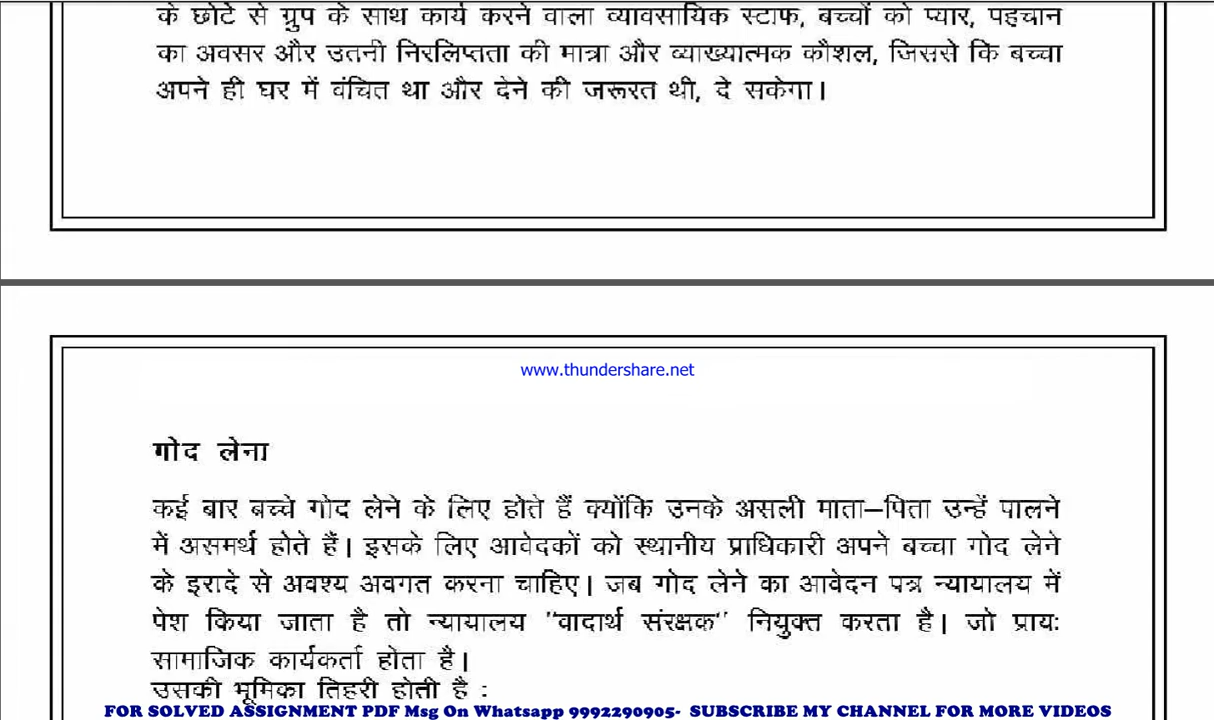 के छोटे से ग्रुप के साथ कार्य करने वाला व्यावसायिक स्टाफ, बच्चों को प्यार, पहचान
का अवसर और उतनी निरलिप्तता की मात्रा और व्याख्यात्मक कौशल, जिससे कि बच्चा
अपने ही घर में वंचित था और देने की जरूरत थी, दे सकेगा।
www.thundershare.net
गोद लेना
कई बार बच्चे गोद लेने के लिए होते हैं क्योंकि उनके असली माता–पिता उन्हें पालने
में असमर्थ होते हैं। इसके लिए आवेदकों को स्थानीय प्राधिकारी अपने बच्चा गोद लेने
के इरादे से अवश्य अवगत करना चाहिए। जब गोद लेने का आवेदन पत्र न्यायालय में
पेश किया जाता है तो न्यायालय "वादार्थ संरक्षक" नियुक्त करता है। जो प्रायः
सामाजिक कार्यकर्ता होता है।
उसकी भूमिका तिहरी होती है :
FOR SOLVED ASSIGNMENT PDF Msg On Whatsapp 9992290905- SUBSCRIBE MY CHANNEL FOR MORE VIDEOS